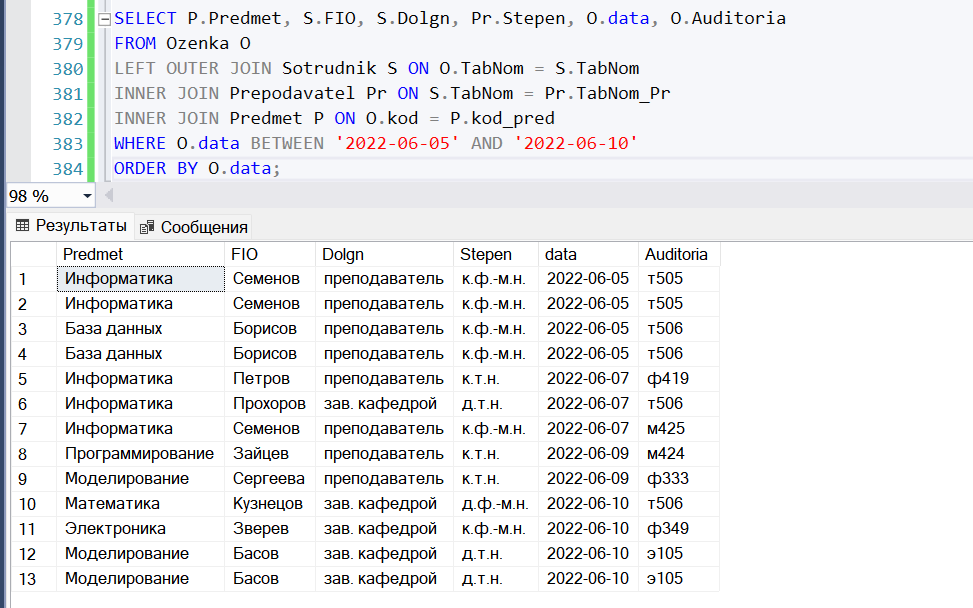 378 SELECT P.Predmet, S.FIO, S.Dolgn, Pr.Stepen, O.data, O.Auditoria
379 FROM Ozenka O
380 LEFT OUTER JOIN Sotrudnik S ON O.TabNom = S.TabNom
381 INNER JOIN Prepodavatel Pr ON S.TabNom = Pr.TabNom_Pr
382 INNER JOIN Predmet P ON O.kod = P.kod_pred
383 WHERE O.data BETWEEN '2022-06-05' AND '2022-06-10'
384 ORDER BY O.data;
98 %
Результаты Сообщения
Predmet FIO Dolgn Stepen data Auditoria
1 Информатика Семенов преподаватель к.ф.-м.н. 2022-06-05 т505
2 Информатика Семенов преподаватель к.ф.-м.н. 2022-06-05 т505
3 База данных Борисов преподаватель к.ф.-м.н. 2022-06-05 т506
4 База данных Борисов преподаватель к.ф.-м.н. 2022-06-05 т506
5 Информатика Петров преподаватель к.т.н. 2022-06-07 ф419
6 Информатика Прохоров зав. кафедрой д.т.н. 2022-06-07 т506
7 Информатика Семенов преподаватель к.ф.-м.н. 2022-06-07 м425
8 Программирование Зайцев преподаватель к.т.н. 2022-06-09 м424
9 Моделирование Сергеева преподаватель к.т.н. 2022-06-09 ф333
10 Математика Кузнецов зав. кафедрой д.ф.-м.н. 2022-06-10 т506
11 Электроника Зверев зав. кафедрой к.ф.-м.н. 2022-06-10 ф349
12 Моделирование Басов зав. кафедрой д.т.н. 2022-06-10 э105
13 Моделирование Басов зав. кафедрой д.т.н. 2022-06-10 э105